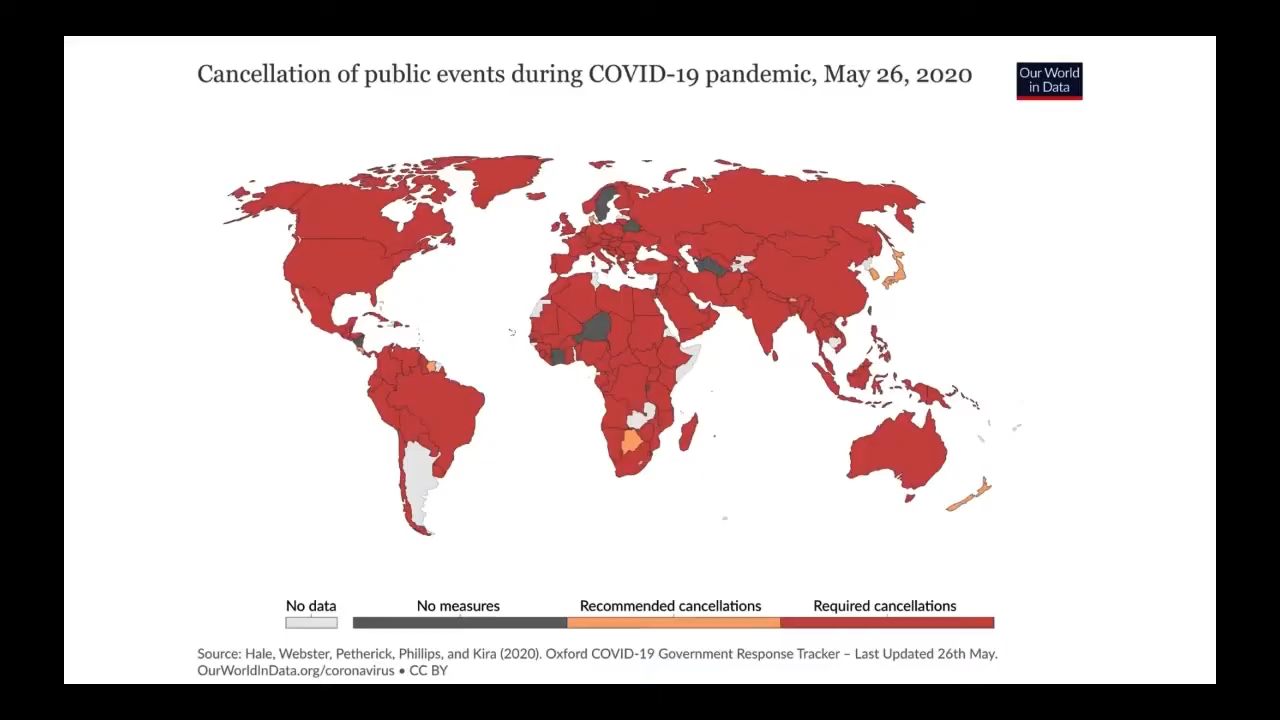 Cancellation of public events during COVID-19 pandemic, May 26, 2020
Our World
in Data
No data
No measures
Recommended cancellations
Required cancellations
Source: Hale, Webster, Petherick, Phillips, and Kira (2020). Oxford COVID-19 Government Response Tracker – Last Updated 26th May.
OurWorldInData.org/coronavirus • CC BY